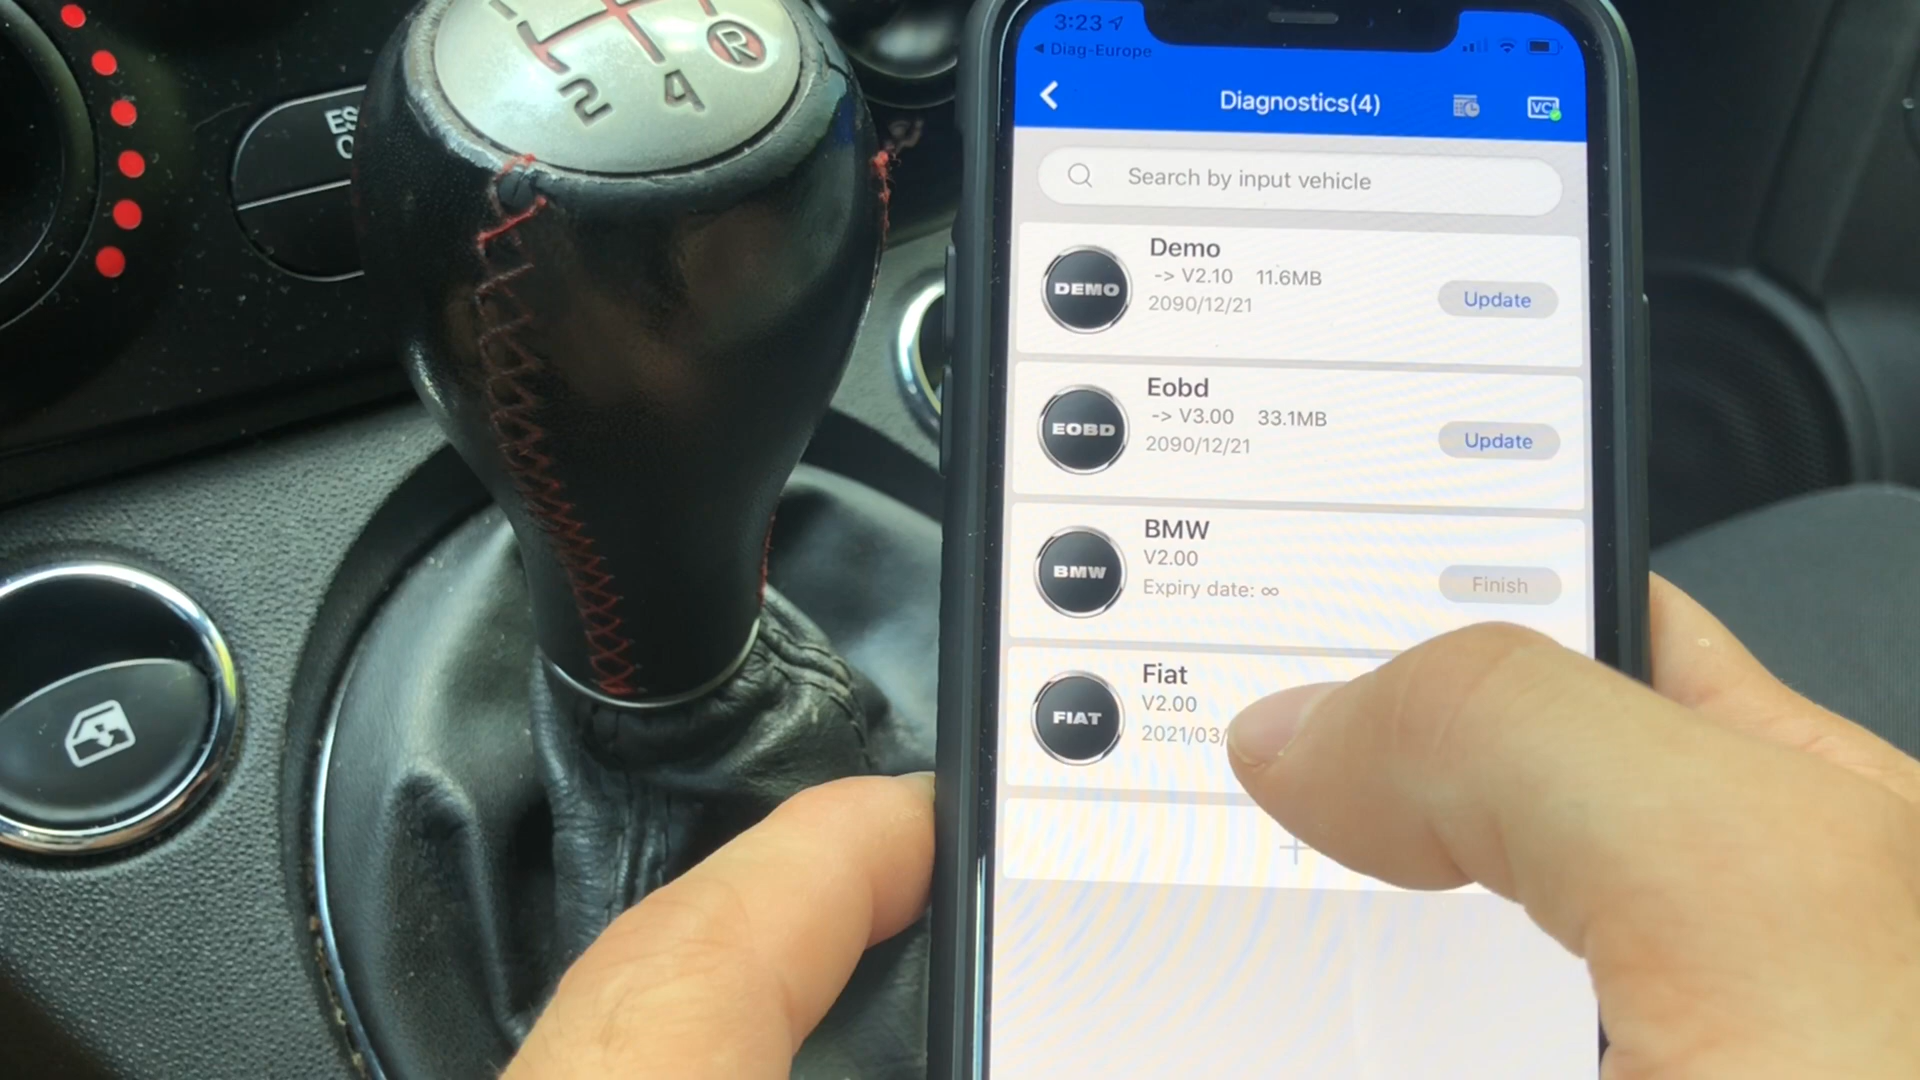 2 4 R
3:23
Diag-Europe
Diagnostics(4)
VCI
Search by input vehicle
DEMO
Demo
-> V2.10 11.6MB
2090/12/21
Update
EOBD
Eobd
-> V3.00 33.1MB
2090/12/21
Update
BMW
BMW
V2.00
Expiry date: ∞
Finish
FIAT
Fiat
V2.00
2021/03/